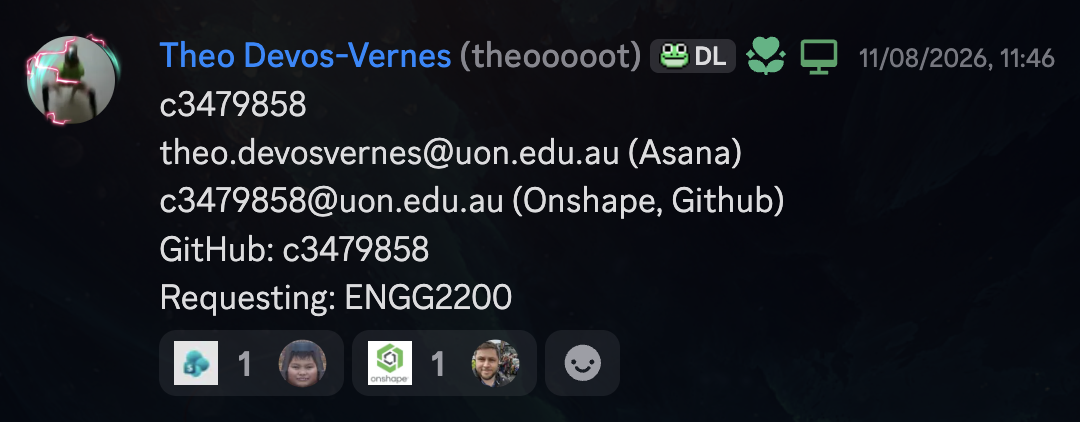 Theo Devos-Vernes (theooooot) DL 11/08/2026, 11:46
c3479858
theo.devosvernes@uon.edu.au (Asana)
c3479858@uon.edu.au (Onshape, Github)
GitHub: c3479858
Requesting: ENGG2200
1 onshape 1